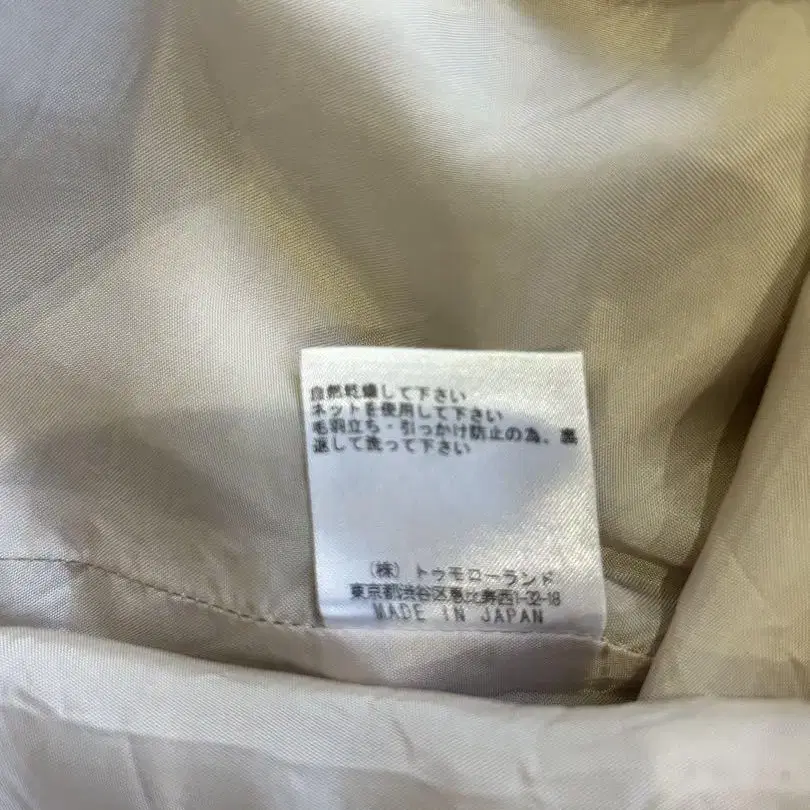 自然乾燥して下さい
ネットを使用して下さい
毛羽立ち・引っかけ防止の為、裏
返して洗って下さい
(株) トゥモローランド
東京都渋谷区恵比寿西1-32-18
MADE IN JAPAN